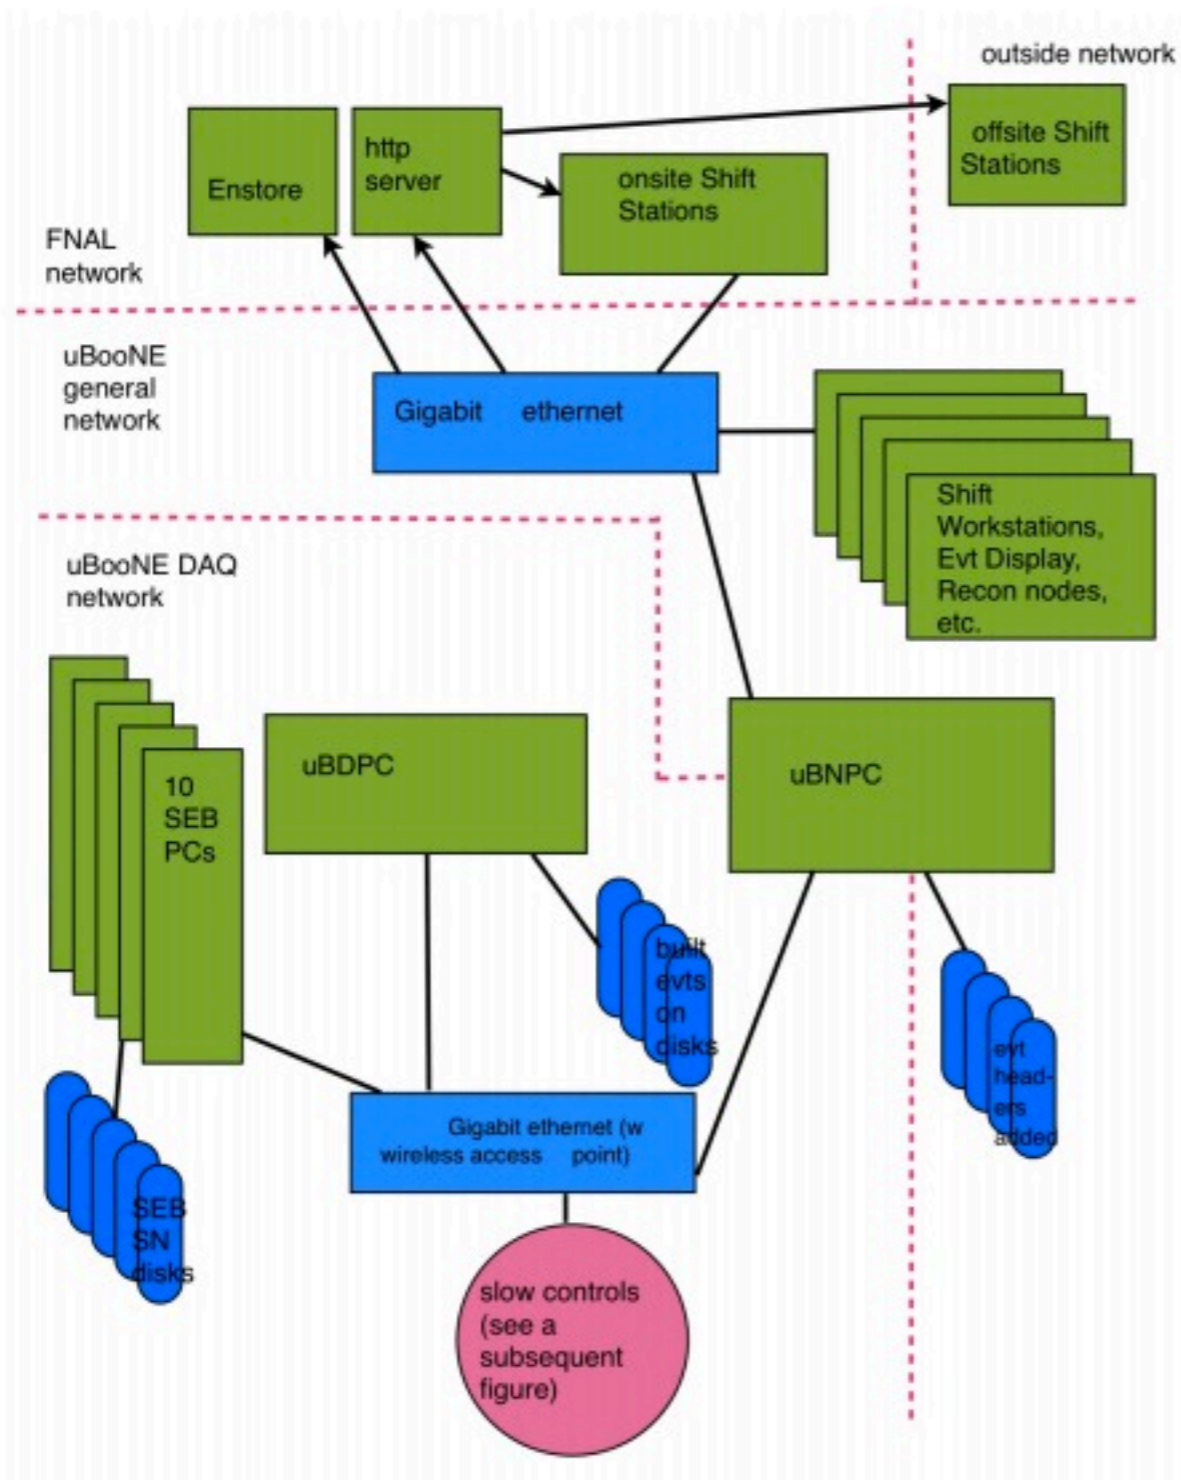 outside network
offsite Shift
Stations
http
server
Enstore
onsite Shift
Stations
FNAL
network
uBooNE
general
network
Gigabit ethernet
Shift
Workstations,
Evt Display,
Recon nodes,
etc.
uBooNE DAQ
network
10
SEB
PCs
uBDPC
uBNPC
built
evts
on
disks
evt
head-
ers
added
Gigabit ethernet (w
wireless access point)
SEB
SN
disks
slow controls
(see a
subsequent
figure)